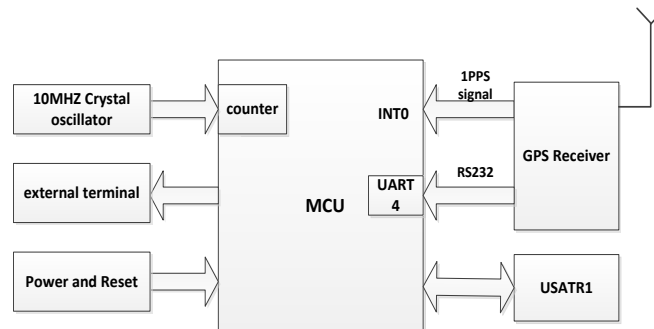 10MHZ Crystal
oscillator
counter
1PPS
signal
INT0
GPS Receiver
external terminal
UART
4
RS232
MCU
Power and Reset
USATR1